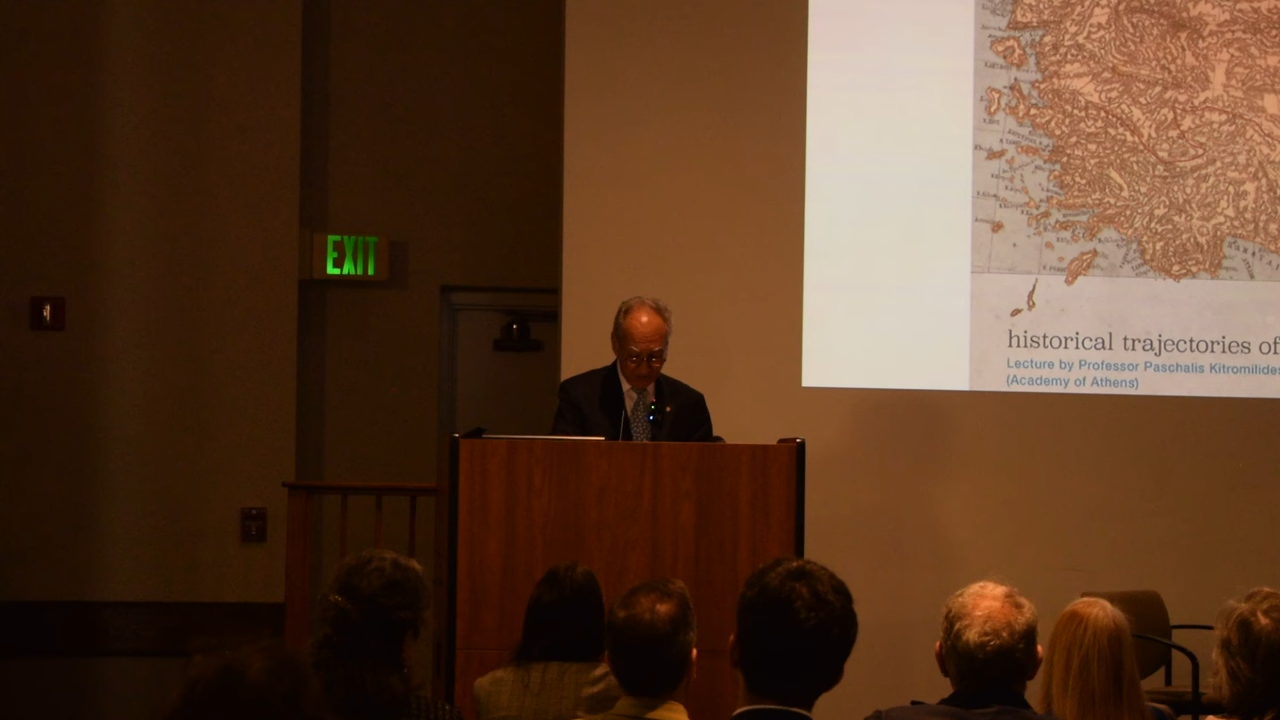 EXIT
historical trajectories of
Lecture by Professor Paschalis Kitromilides
(Academy of Athens)